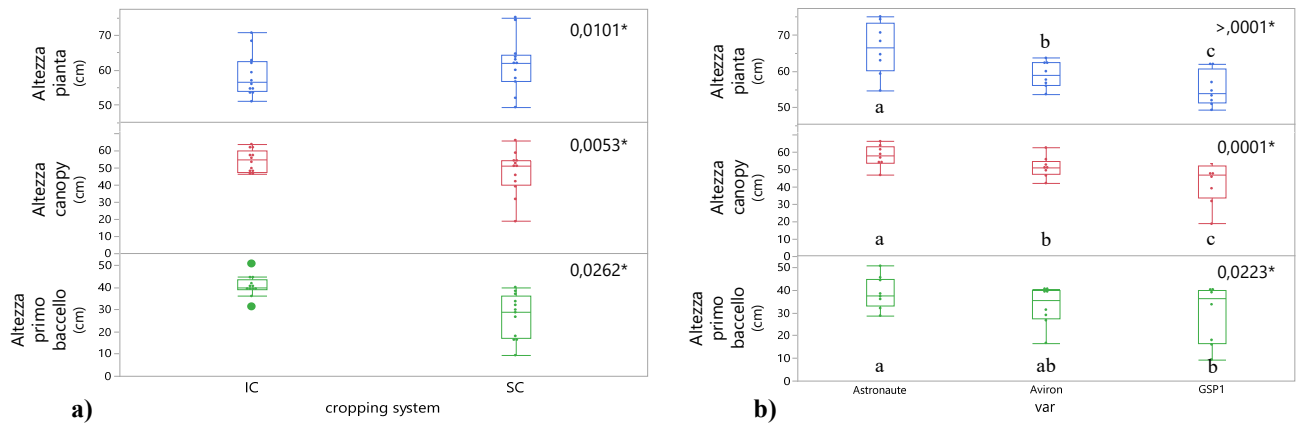 Altezza
pianta
(cm)
70
60
50
0,0101*
Altezza
canopy
(cm)
60
50
40
30
20
10
0
0,0053*
Altezza
primo
baccello
(cm)
50
40
30
20
10
0
0,0262*
IC
SC
cropping system
a)
Altezza
pianta
(cm)
70
60
50
a
b
c
>,0001*
Altezza
canopy
(cm)
60
50
40
30
20
10
0
a
b
c
0,0001*
Altezza
primo
baccello
(cm)
50
40
30
20
10
0
a
ab
b
0,0223*
Astronaute
Aviron
GSP1
var
b)